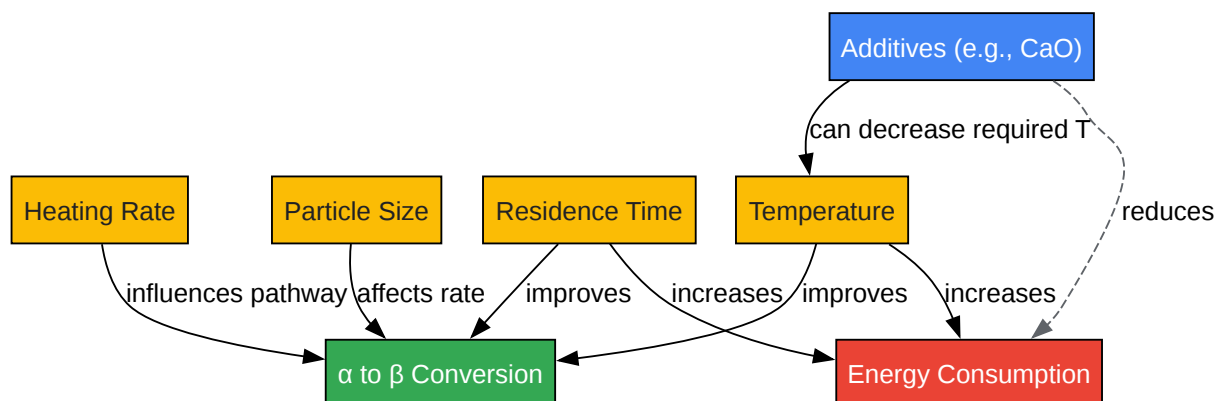 Additives (e.g., CaO)
can decrease required T
Heating Rate
Particle Size
Residence Time
Temperature
reduces
influences pathway
affects rate
improves
increases
improves
increases
α to β Conversion
Energy Consumption